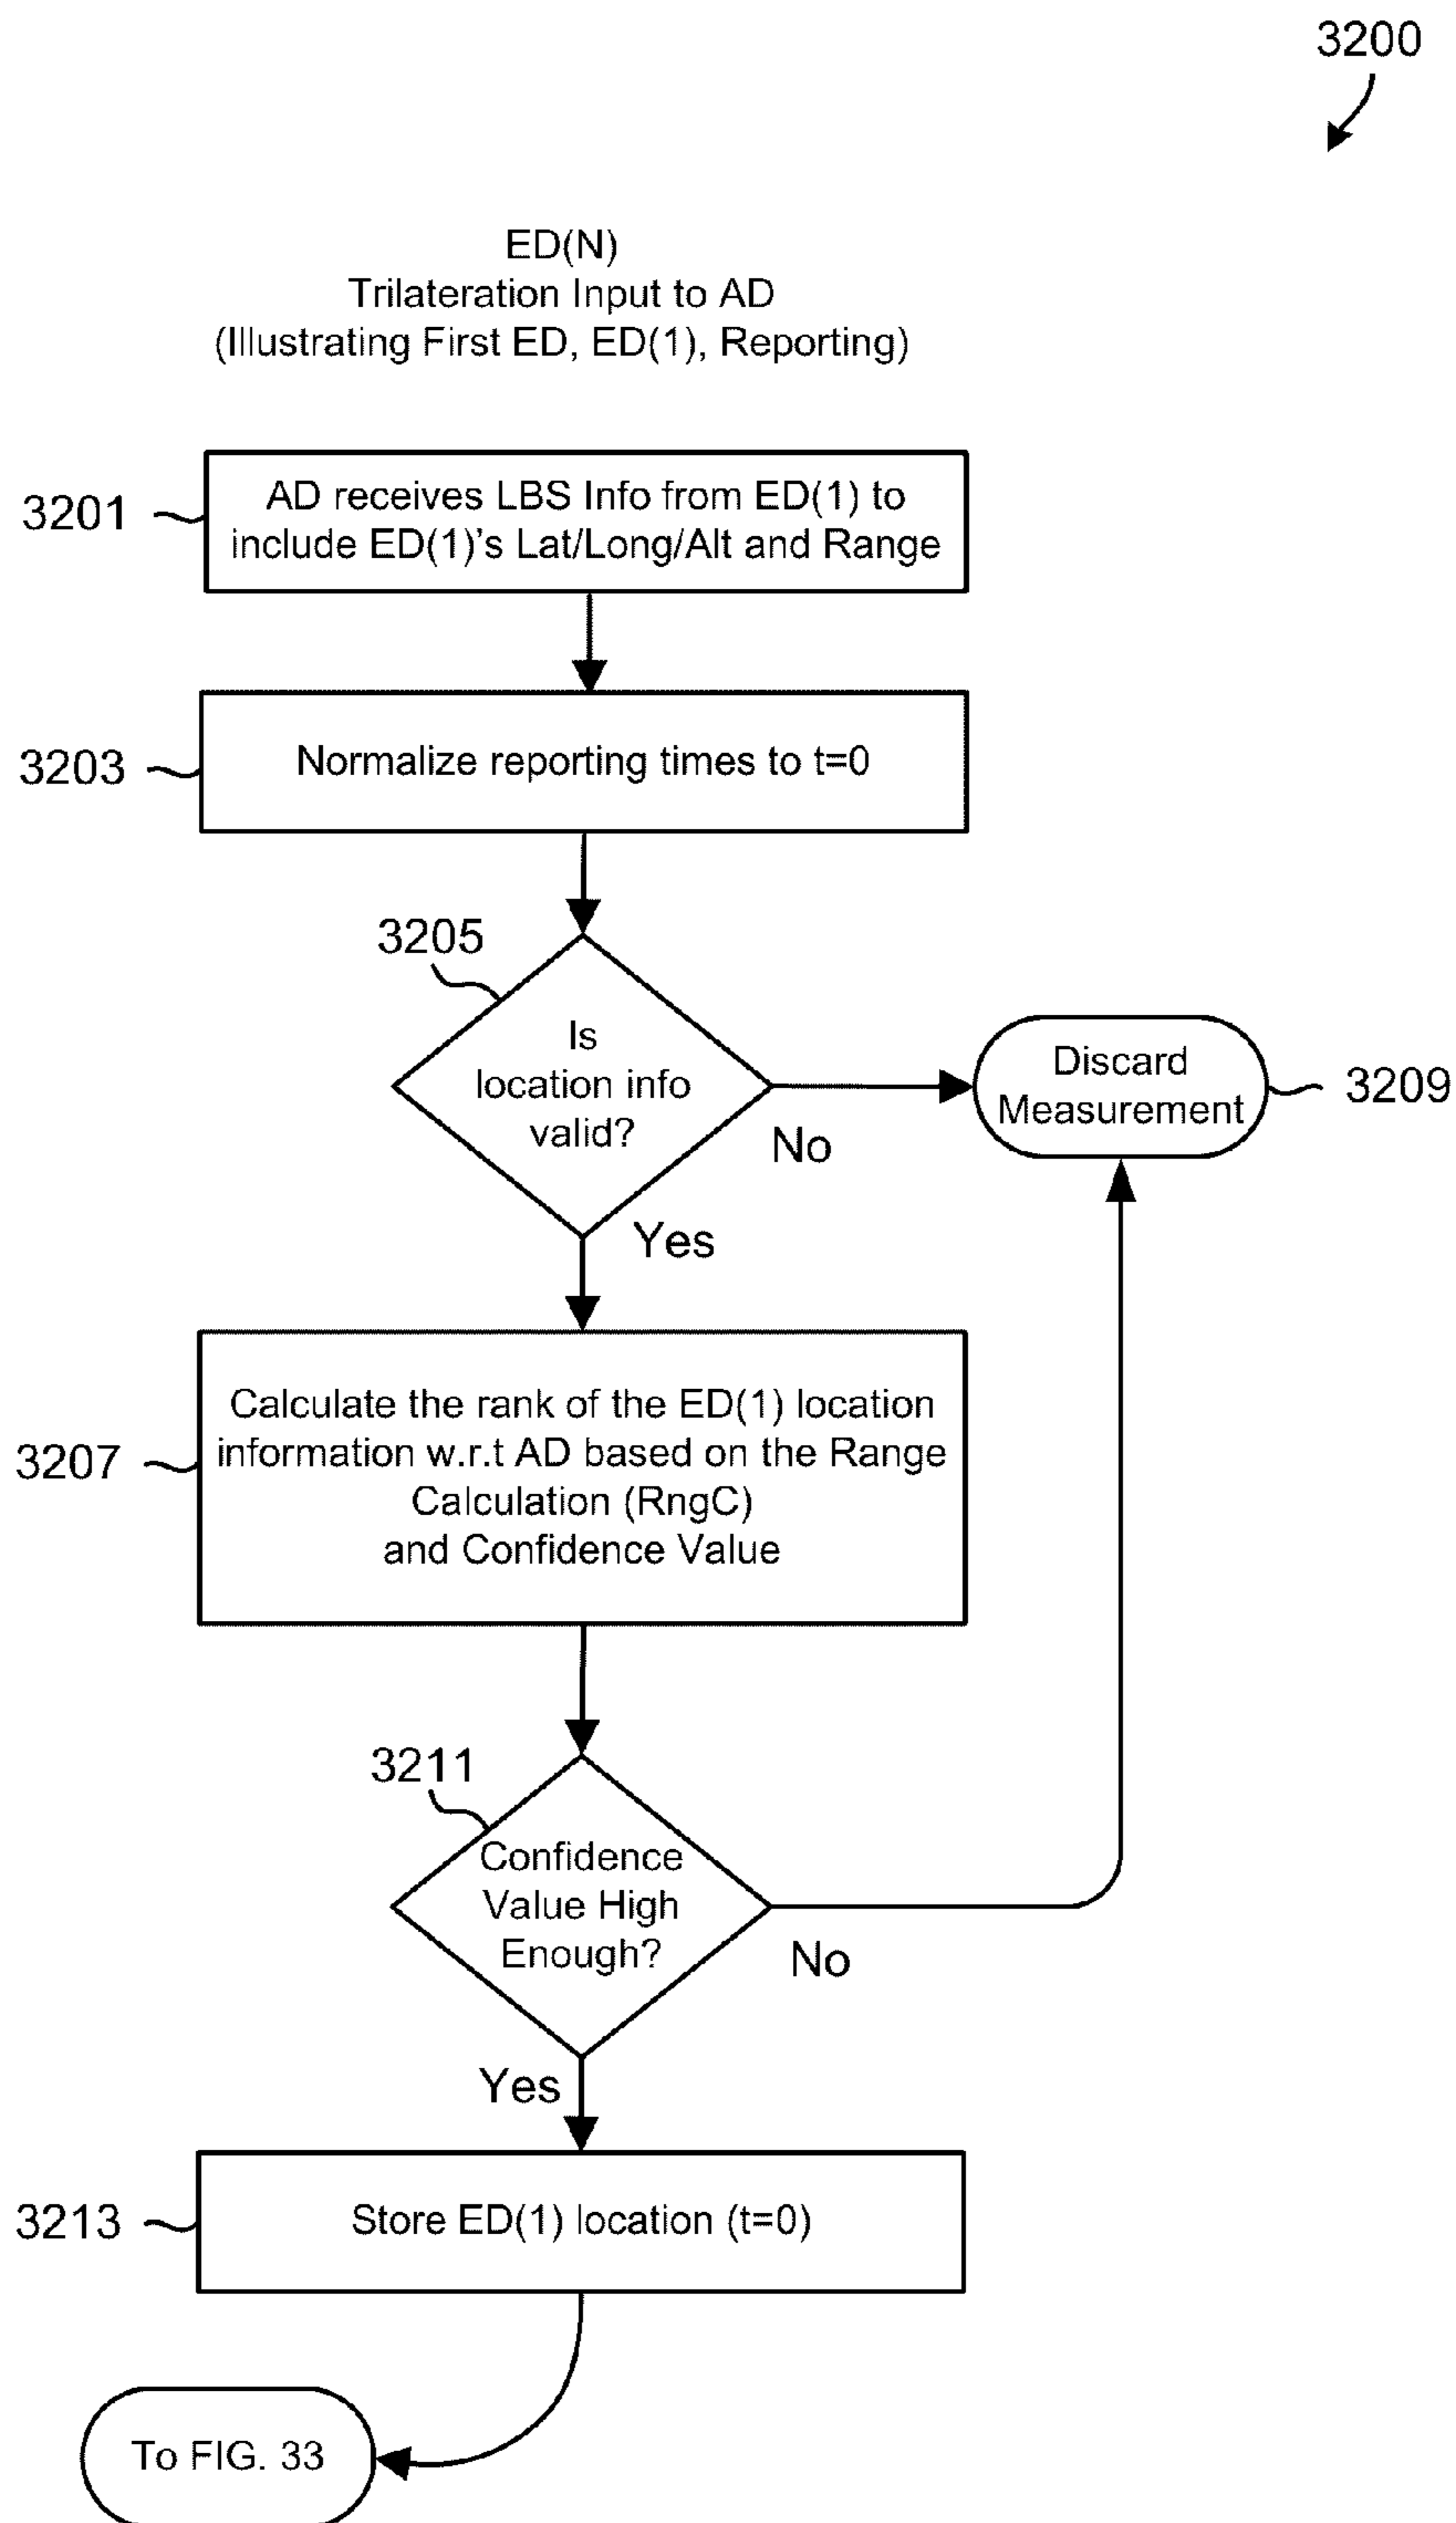 3200
ED(N)
Trilateration Input to AD
(Illustrating First ED, ED(1), Reporting)
3201
AD receives LBS Info from ED(1) to
include ED(1)'s Lat/Long/Alt and Range
3203
Normalize reporting times to t=0
3205
Is
location info
valid?
No
Discard
Measurement
3209
Yes
3207
Calculate the rank of the ED(1) location
information w.r.t AD based on the Range
Calculation (RngC)
and Confidence Value
3211
Confidence
Value High
Enough?
No
Yes
3213
Store ED(1) location (t=0)
To FIG. 33